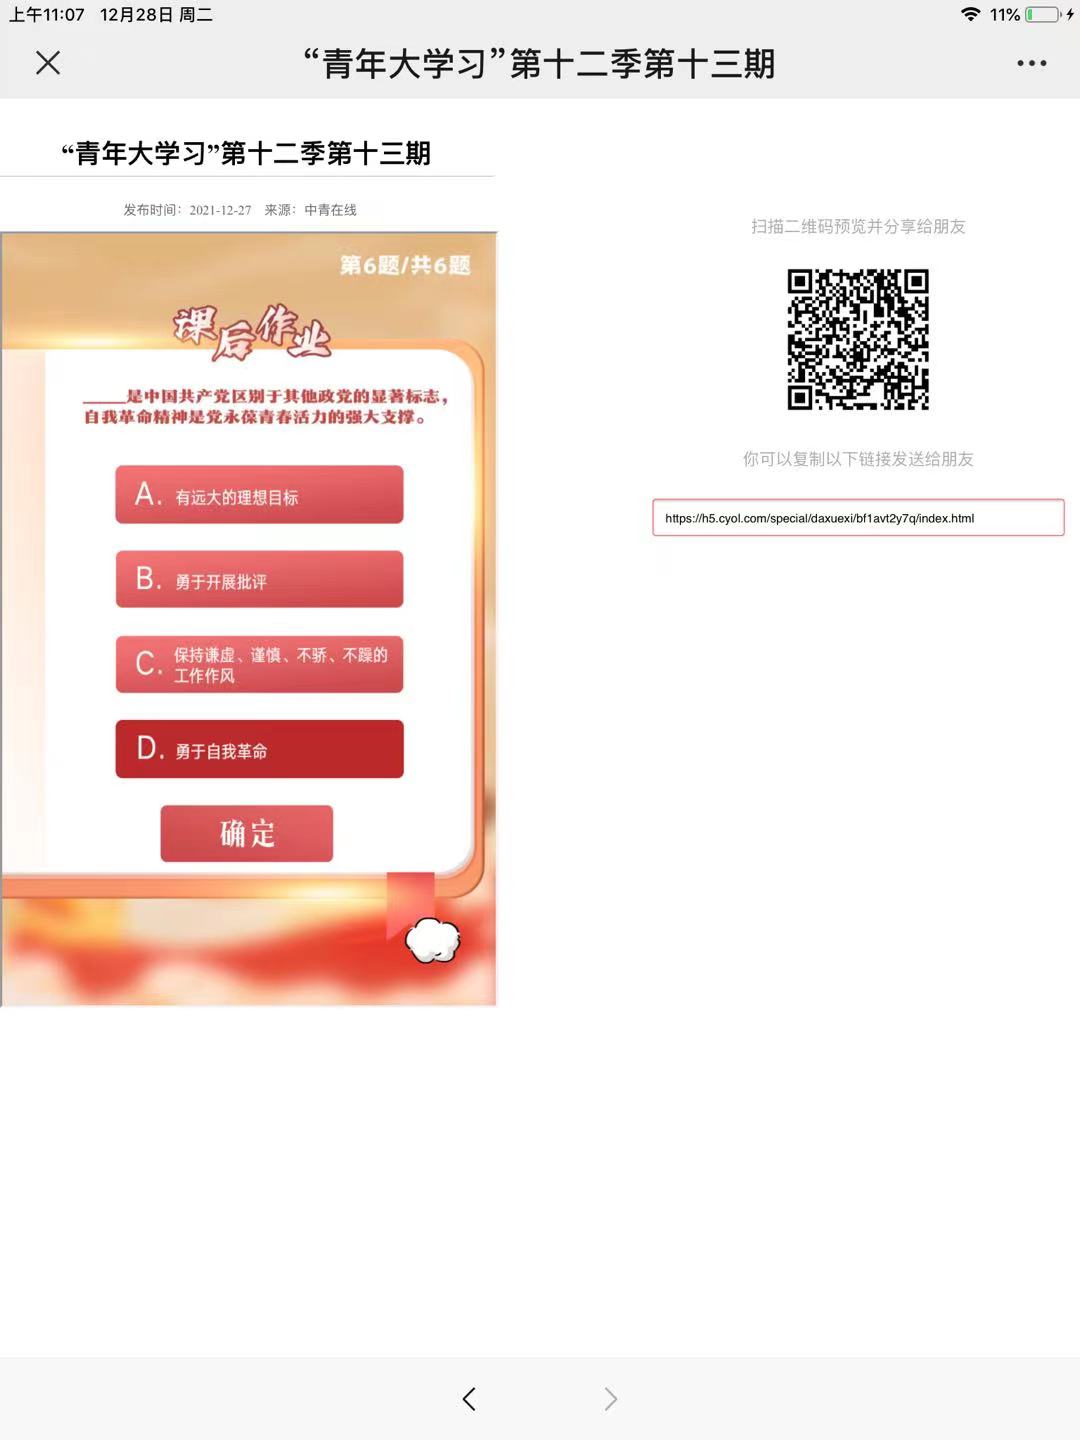 上午11:07 12月28日 周二
11%
“青年大学习”第十二季第十三期
“青年大学习”第十二季第十三期
发布时间：2021-12-27 来源：中青在线
第6题/共6题
课后作业
_____是中国共产党区别于其他政党的显著标志，
自我革命精神是党永葆青春活力的强大支撑。
A. 有远大的理想目标
B. 勇于开展批评
C. 保持谦虚、谨慎、不骄、不躁的
工作作风
D. 勇于自我革命
确定
扫描二维码预览并分享给朋友
你可以复制以下链接发送给朋友
https://h5.cyol.com/special/daxuexi/bf1avt2y7q/index.html